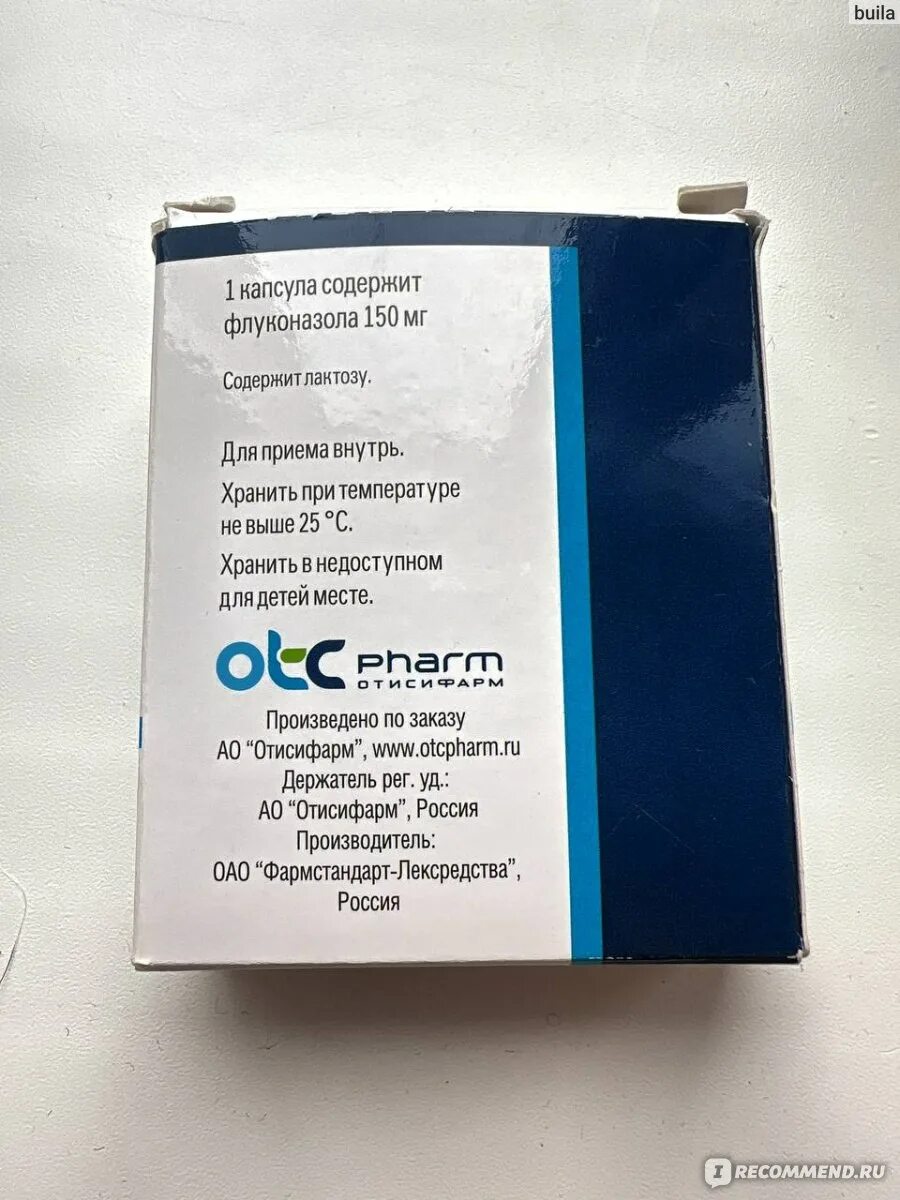 buila
1 капсула содержит
флуконазола 150 мг
Содержит лактозу.
Для приема внутрь.
Хранить при температуре
не выше 25 °C.
Хранить в недоступном
для детей месте.
otc pharm
ОТИСИФАРМ
Произведено по заказу
АО "Отисифарм", www.otcpharm.ru
Держатель рег. уд.:
АО "Отисифарм", Россия
Производитель:
ОАО "Фармстандарт-Лексредства",
Россия
IRECOMMEND.RU